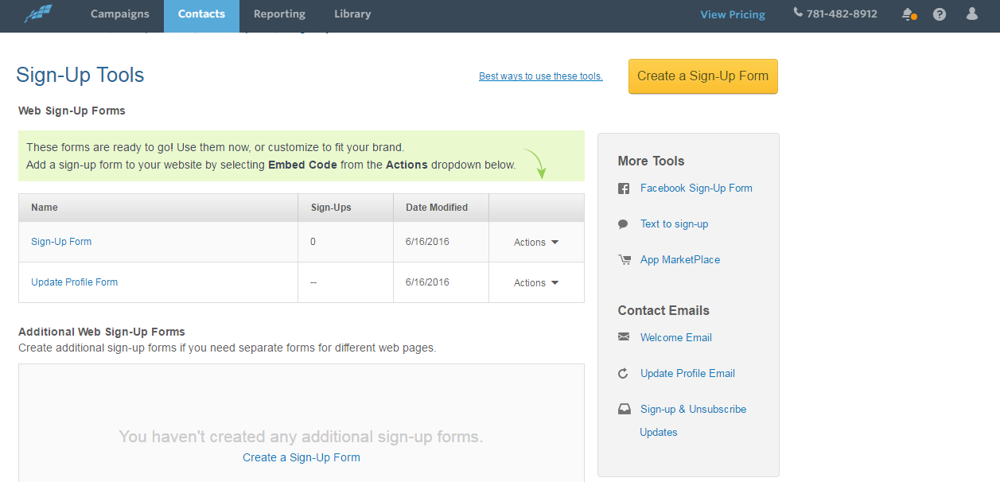 Campaigns Contacts Reporting Library View Pricing 781-482-8912
Sign-Up Tools
Best ways to use these tools.
Create a Sign-Up Form
Web Sign-Up Forms
These forms are ready to go! Use them now, or customize to fit your brand.
Add a sign-up form to your website by selecting Embed Code from the Actions dropdown below.
Name Sign-Ups Date Modified
Sign-Up Form 0 6/16/2016 Actions
Update Profile Form -- 6/16/2016 Actions
Additional Web Sign-Up Forms
Create additional sign-up forms if you need separate forms for different web pages.
You haven't created any additional sign-up forms.
Create a Sign-Up Form
More Tools
Facebook Sign-Up Form
Text to sign-up
App MarketPlace
Contact Emails
Welcome Email
Update Profile Email
Sign-up & Unsubscribe
Updates